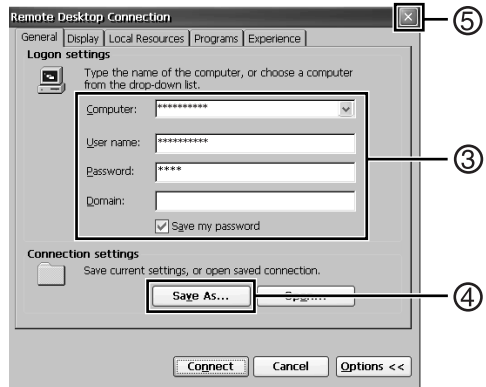 Remote Desktop Connection
⑤
General Display Local Resources Programs Experience
Logon settings
Type the name of the computer, or choose a computer
from the drop-down list.
Computer: **********
User name: **********
③
Password: ****
Domain:
Save my password
Connection settings
Save current settings, or open saved connection.
Save As...
④
Connect Cancel Options <<